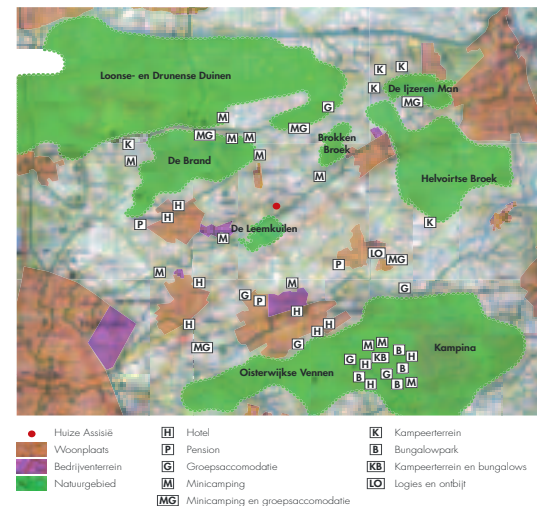 Loonse- en Drunense Duinen
K
K
K
De Ijzeren Man
MG
G
M
MG
M
M
MG
Brokken
Broek
K
M
De Brand
M
M
Helvoirtse Broek
H
H
P
De Leemkuilen
M
K
LO
MG
P
M
H
M
G
G
P
H
H
H
H
MG
G
M
M
B
H
Kampina
G
H
KB
B
G
B
H
B
M
Oisterwijkse Vennen
Huize Assisië
Woonplaats
Bedrijventerrein
Natuurgebied
H Hotel
P Pension
G Groepsaccomodatie
M Minicamping
MG Minicamping en groepsaccomodatie
K Kampeerterrein
B Bungalowpark
KB Kampeerterrein en bungalows
LO Logies en ontbijt